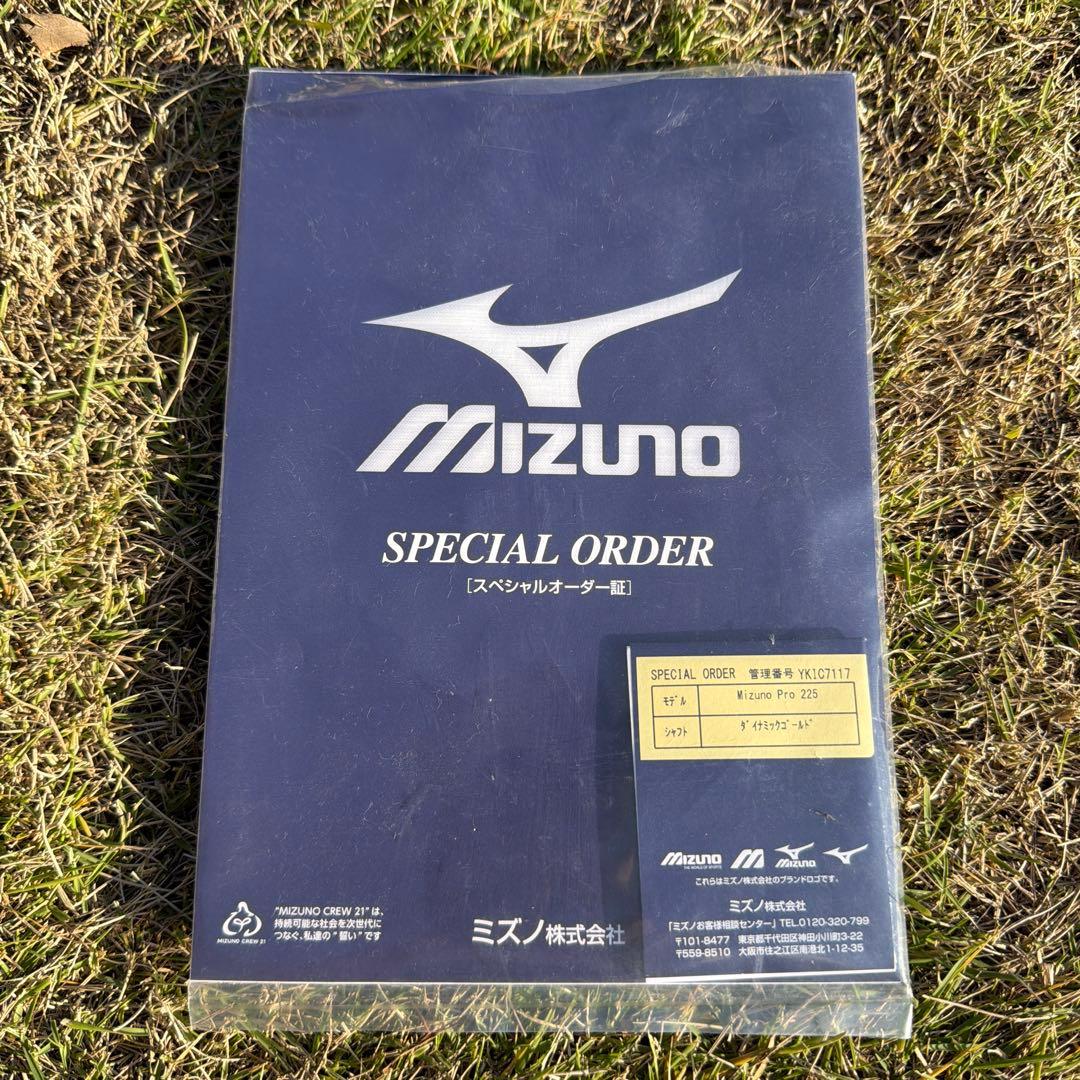 MIZUNO
SPECIAL ORDER
[スペシャルオーダー証]
SPECIAL ORDER 管理番号 YKIC7117
ﾓﾃﾞﾙ Mizuno Pro 225
ｼｬﾌﾄ ﾀﾞｲﾅﾐｯｸｺﾞｰﾙﾄﾞ
MIZUNO
THE WORLD OF SPORTS
MIZUNO
これらはミズノ株式会社のブランドロゴです。
ミズノ株式会社
「ミズノお客様相談センター」TEL.0120-320-799
〒101-8477 東京都千代田区神田小川町3-22
〒559-8510 大阪市住之江区南港北1-12-35
MIZUNO CREW 21
"MIZUNO CREW 21"は、
持続可能な社会を次世代に
つなぐ、私達の"誓い"です
ミズノ株式会社